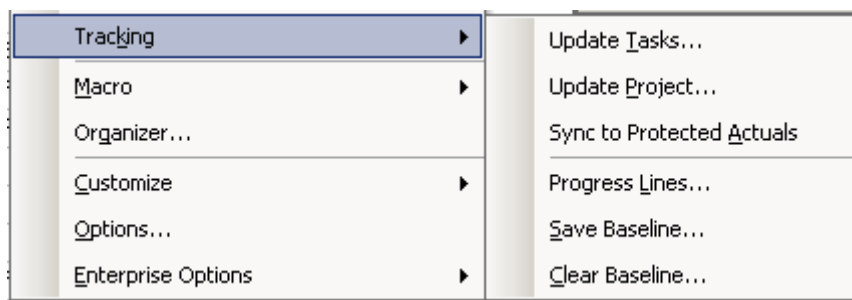 Tracking
Macro
Organizer...
Customize
Options...
Enterprise Options
Update Tasks...
Update Project...
Sync to Protected Actuals
Progress Lines...
Save Baseline...
Clear Baseline...